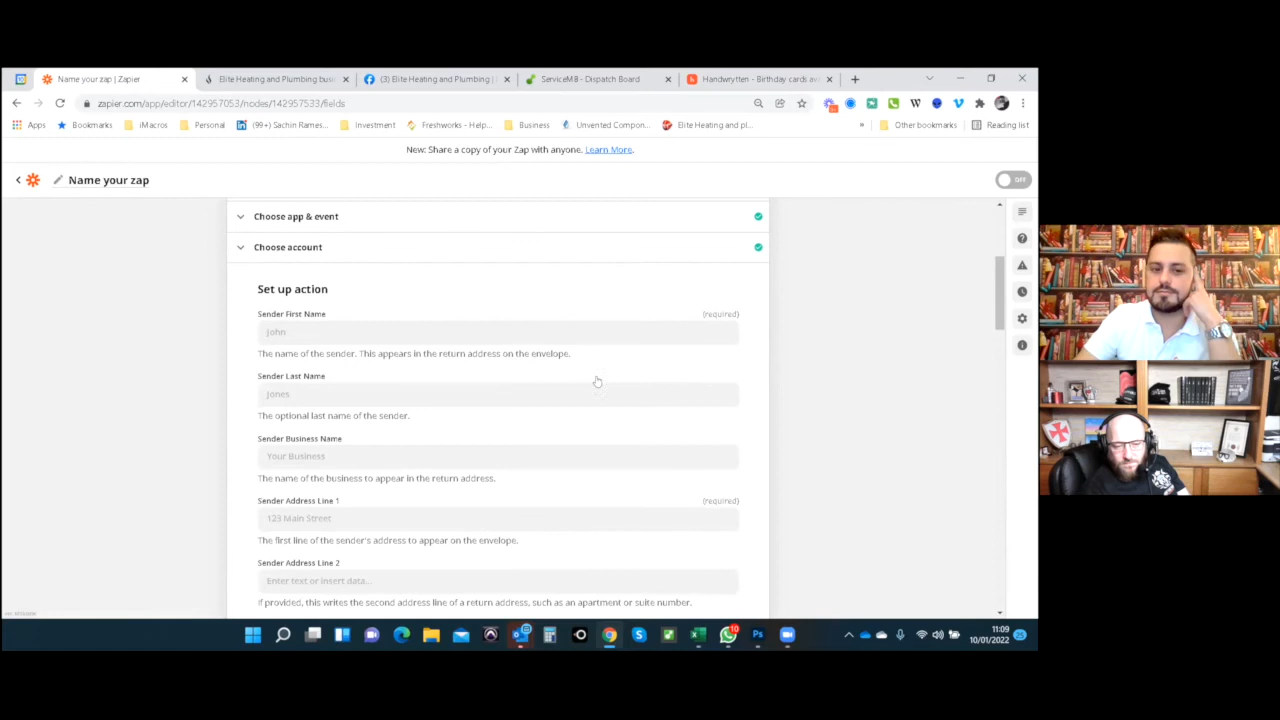 Name your zap | Zapier
Elite Heating and Plumbing busi
(3) Elite Heating and Plumbing |
ServiceM8 - Dispatch Board
Handwrytten - Birthday cards av
zapier.com/app/editor/142957053/nodes/142957533/fields
Apps
Bookmarks
iMacros
Personal
(99+) Sachin Rames...
Investment
Freshworks - Help...
Business
Unvented Compon...
Elite Heating and pl...
»
Other bookmarks
Reading list
New: Share a copy of your Zap with anyone. Learn More.
Name your zap
OFF
Choose app & event
Choose account
Set up action
Sender First Name
(required)
John
The name of the sender. This appears in the return address on the envelope.
Sender Last Name
Jones
The optional last name of the sender.
Sender Business Name
Your Business
The name of the business to appear in the return address.
Sender Address Line 1
(required)
123 Main Street
The first line of the sender's address to appear on the envelope.
Sender Address Line 2
Enter text or insert data...
If provided, this writes the second address line of a return address, such as an apartment or suite number.
10
11:09
10/01/2022
25